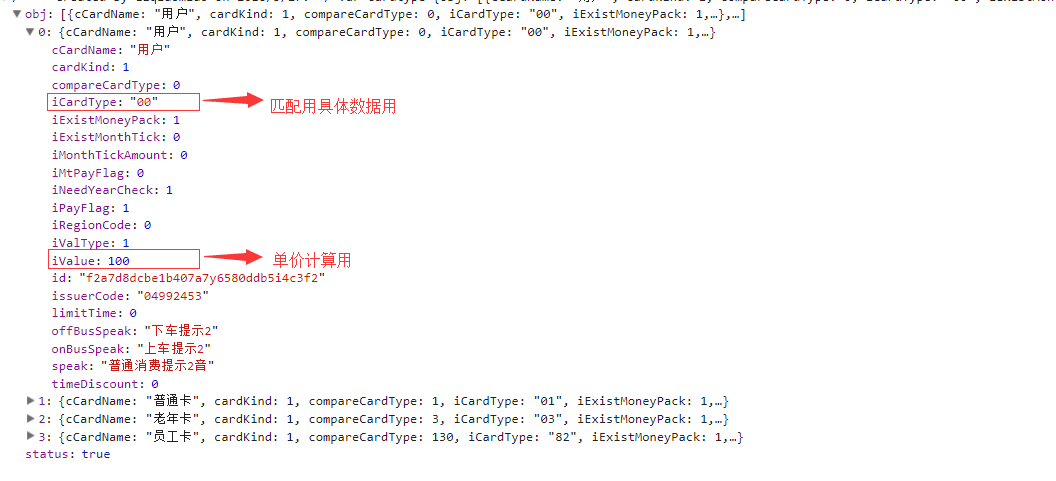 obj: [{cCardName: "用户", cardKind: 1, compareCardType: 0, iCardType: "00", iExistMoneyPack: 1,…},…]
0: {cCardName: "用户", cardKind: 1, compareCardType: 0, iCardType: "00", iExistMoneyPack: 1,…}
cCardName: "用户"
cardKind: 1
compareCardType: 0
iCardType: "00"
匹配用具体数据用
iExistMoneyPack: 1
iExistMonthTick: 0
iMonthTickAmount: 0
iMtPayFlag: 0
iNeedYearCheck: 1
iPayFlag: 1
iRegionCode: 0
iValType: 1
iValue: 100
单价计算用
id: "f2a7d8dcbe1b407a7y6580ddb5i4c3f2"
issuerCode: "04992453"
limitTime: 0
offBusSpeak: "下车提示2"
onBusSpeak: "上车提示2"
speak: "普通消费提示2音"
timeDiscount: 0
1: {cCardName: "普通卡", cardKind: 1, compareCardType: 1, iCardType: "01", iExistMoneyPack: 1,…}
2: {cCardName: "老年卡", cardKind: 1, compareCardType: 3, iCardType: "03", iExistMoneyPack: 1,…}
3: {cCardName: "员工卡", cardKind: 1, compareCardType: 130, iCardType: "82", iExistMoneyPack: 1,…}
status: true